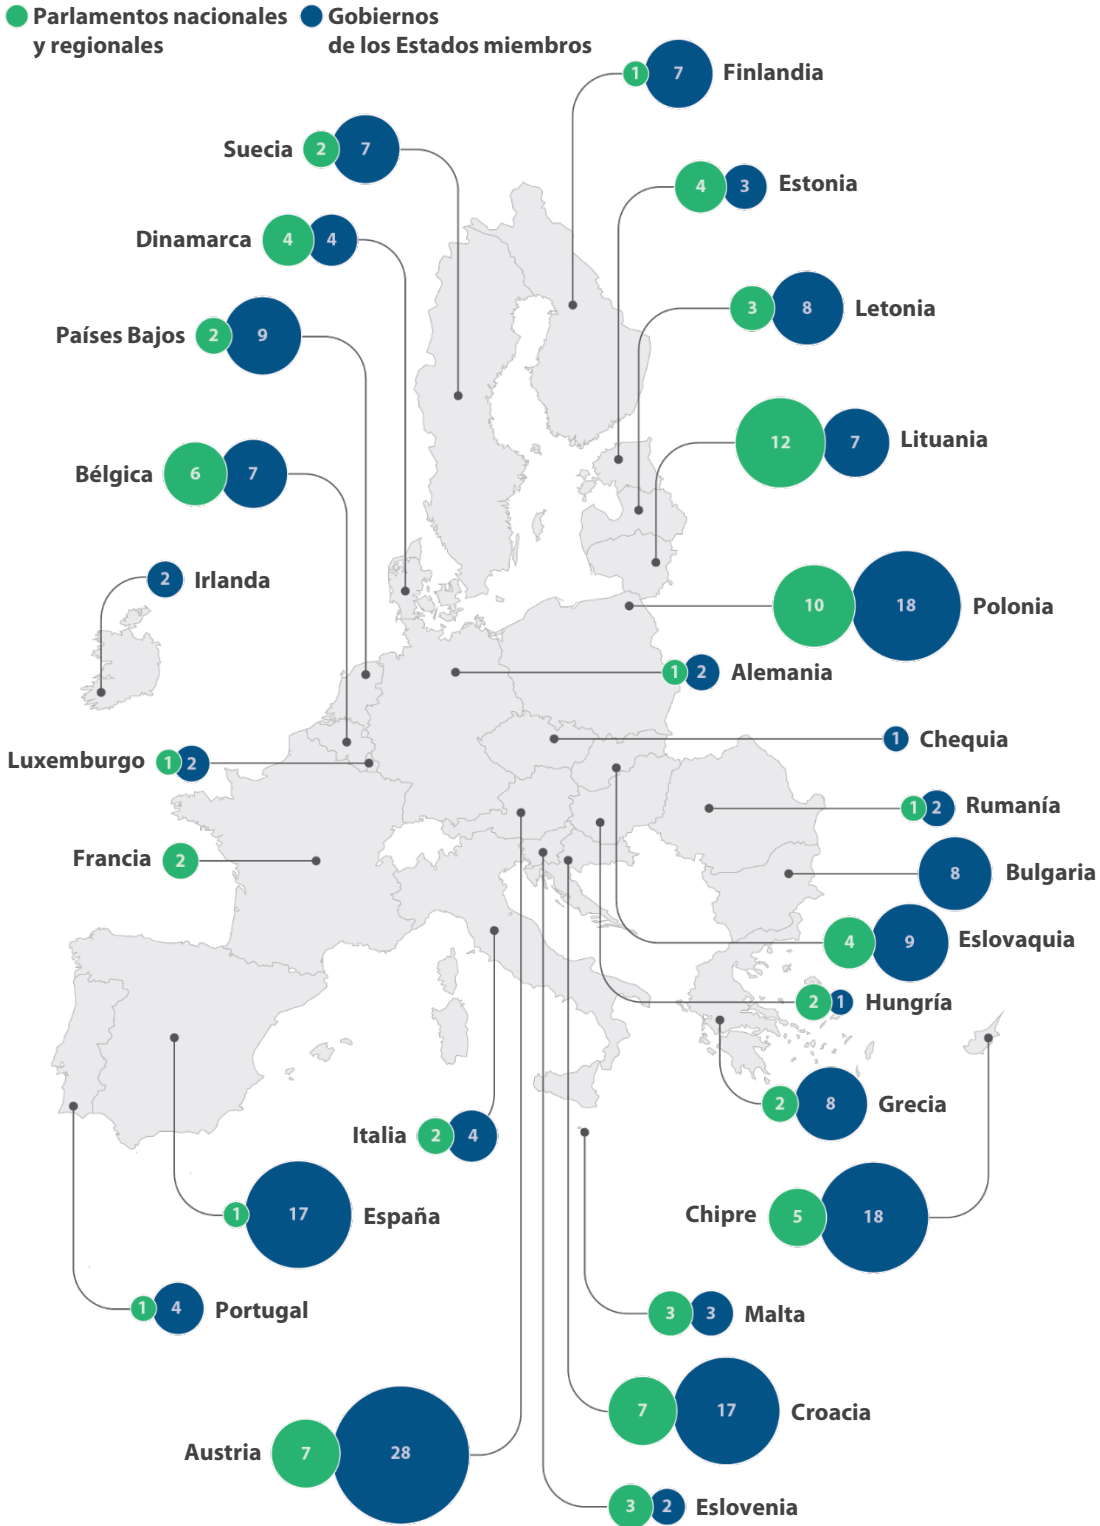 Parlamentos nacionales
y regionales
Gobiernos
de los Estados miembros
1 7 Finlandia
Suecia 2 7
4 3 Estonia
Dinamarca 4 4
3 8 Letonia
Países Bajos 2 9
12 7 Lituania
Bélgica 6 7
2 Irlanda
10 18 Polonia
1 2 Alemania
1 Chequia
Luxemburgo 1 2
1 2 Rumanía
Francia 2
8 Bulgaria
4 9 Eslovaquia
2 1 Hungría
2 8 Grecia
Italia 2 4
1 17 España
Chipre 5 18
1 4 Portugal
3 3 Malta
7 17 Croacia
Austria 7 28
3 2 Eslovenia